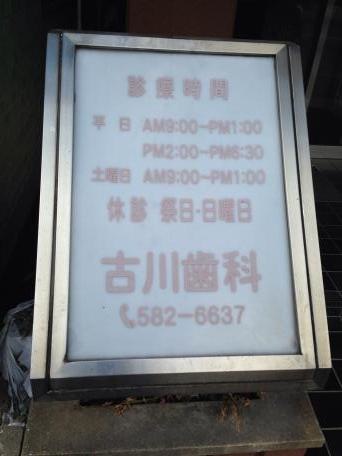 診療時間
平 日 AM9:00~PM1:00
PM2:00~PM6:30
土曜日 AM9:00~PM1:00
休診 祭日・日曜日
古川歯科
582-6637